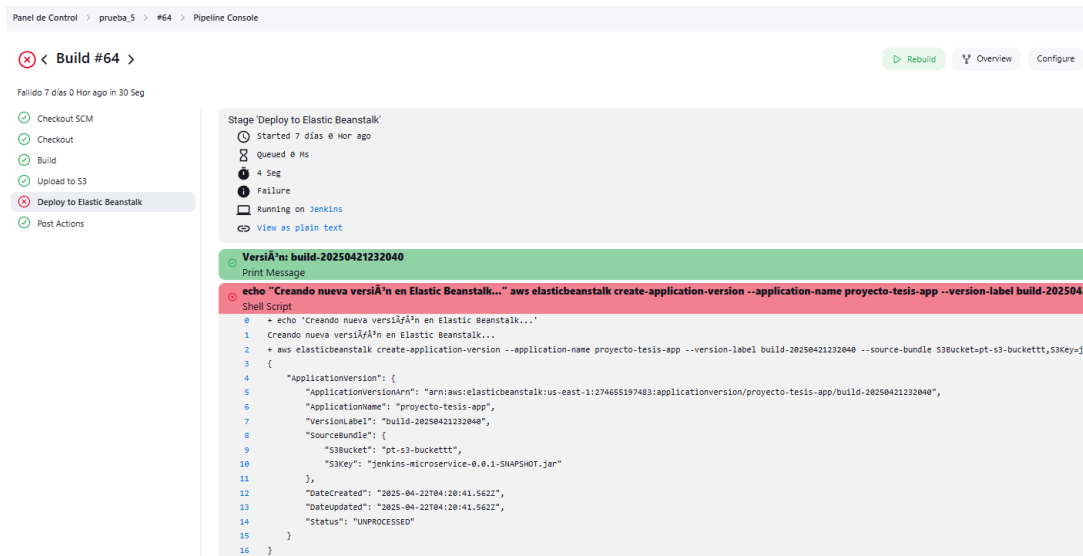 Panel de Control > prueba_5 > #64 > Pipeline Console
Build #64
Rebuild
Overview
Configure
Fallido 7 días 0 Hor ago in 30 Seg
Checkout SCM
Checkout
Build
Upload to S3
Deploy to Elastic Beanstalk
Post Actions
Stage 'Deploy to Elastic Beanstalk'
Started 7 días 0 Hor ago
Queued 0 Ms
4 Seg
Failure
Running on Jenkins
View as plain text
VersiÃ³n: build-20250421232040
Print Message
echo "Creando nueva versiÃ³n en Elastic Beanstalk..." aws elasticbeanstalk create-application-version --application-name proyecto-tesis-app --version-label build-202504
Shell Script
0 + echo 'Creando nueva versiÃƒÂ³n en Elastic Beanstalk...'
1 Creando nueva versiÃƒÂ³n en Elastic Beanstalk...
2 + aws elasticbeanstalk create-application-version --application-name proyecto-tesis-app --version-label build-20250421232040 --source-bundle S3Bucket=pt-s3-buckettt,S3Key=j
3 {
4 "ApplicationVersion": {
5 "ApplicationVersionArn": "arn:aws:elasticbeanstalk:us-east-1:274655197483:applicationversion/proyecto-tesis-app/build-20250421232040",
6 "ApplicationName": "proyecto-tesis-app",
7 "VersionLabel": "build-20250421232040",
8 "SourceBundle": {
9 "S3Bucket": "pt-s3-buckettt",
10 "S3Key": "jenkins-microservice-0.0.1-SNAPSHOT.jar"
11 },
12 "DateCreated": "2025-04-22T04:20:41.562Z",
13 "DateUpdated": "2025-04-22T04:20:41.562Z",
14 "Status": "UNPROCESSED"
15 }
16 }